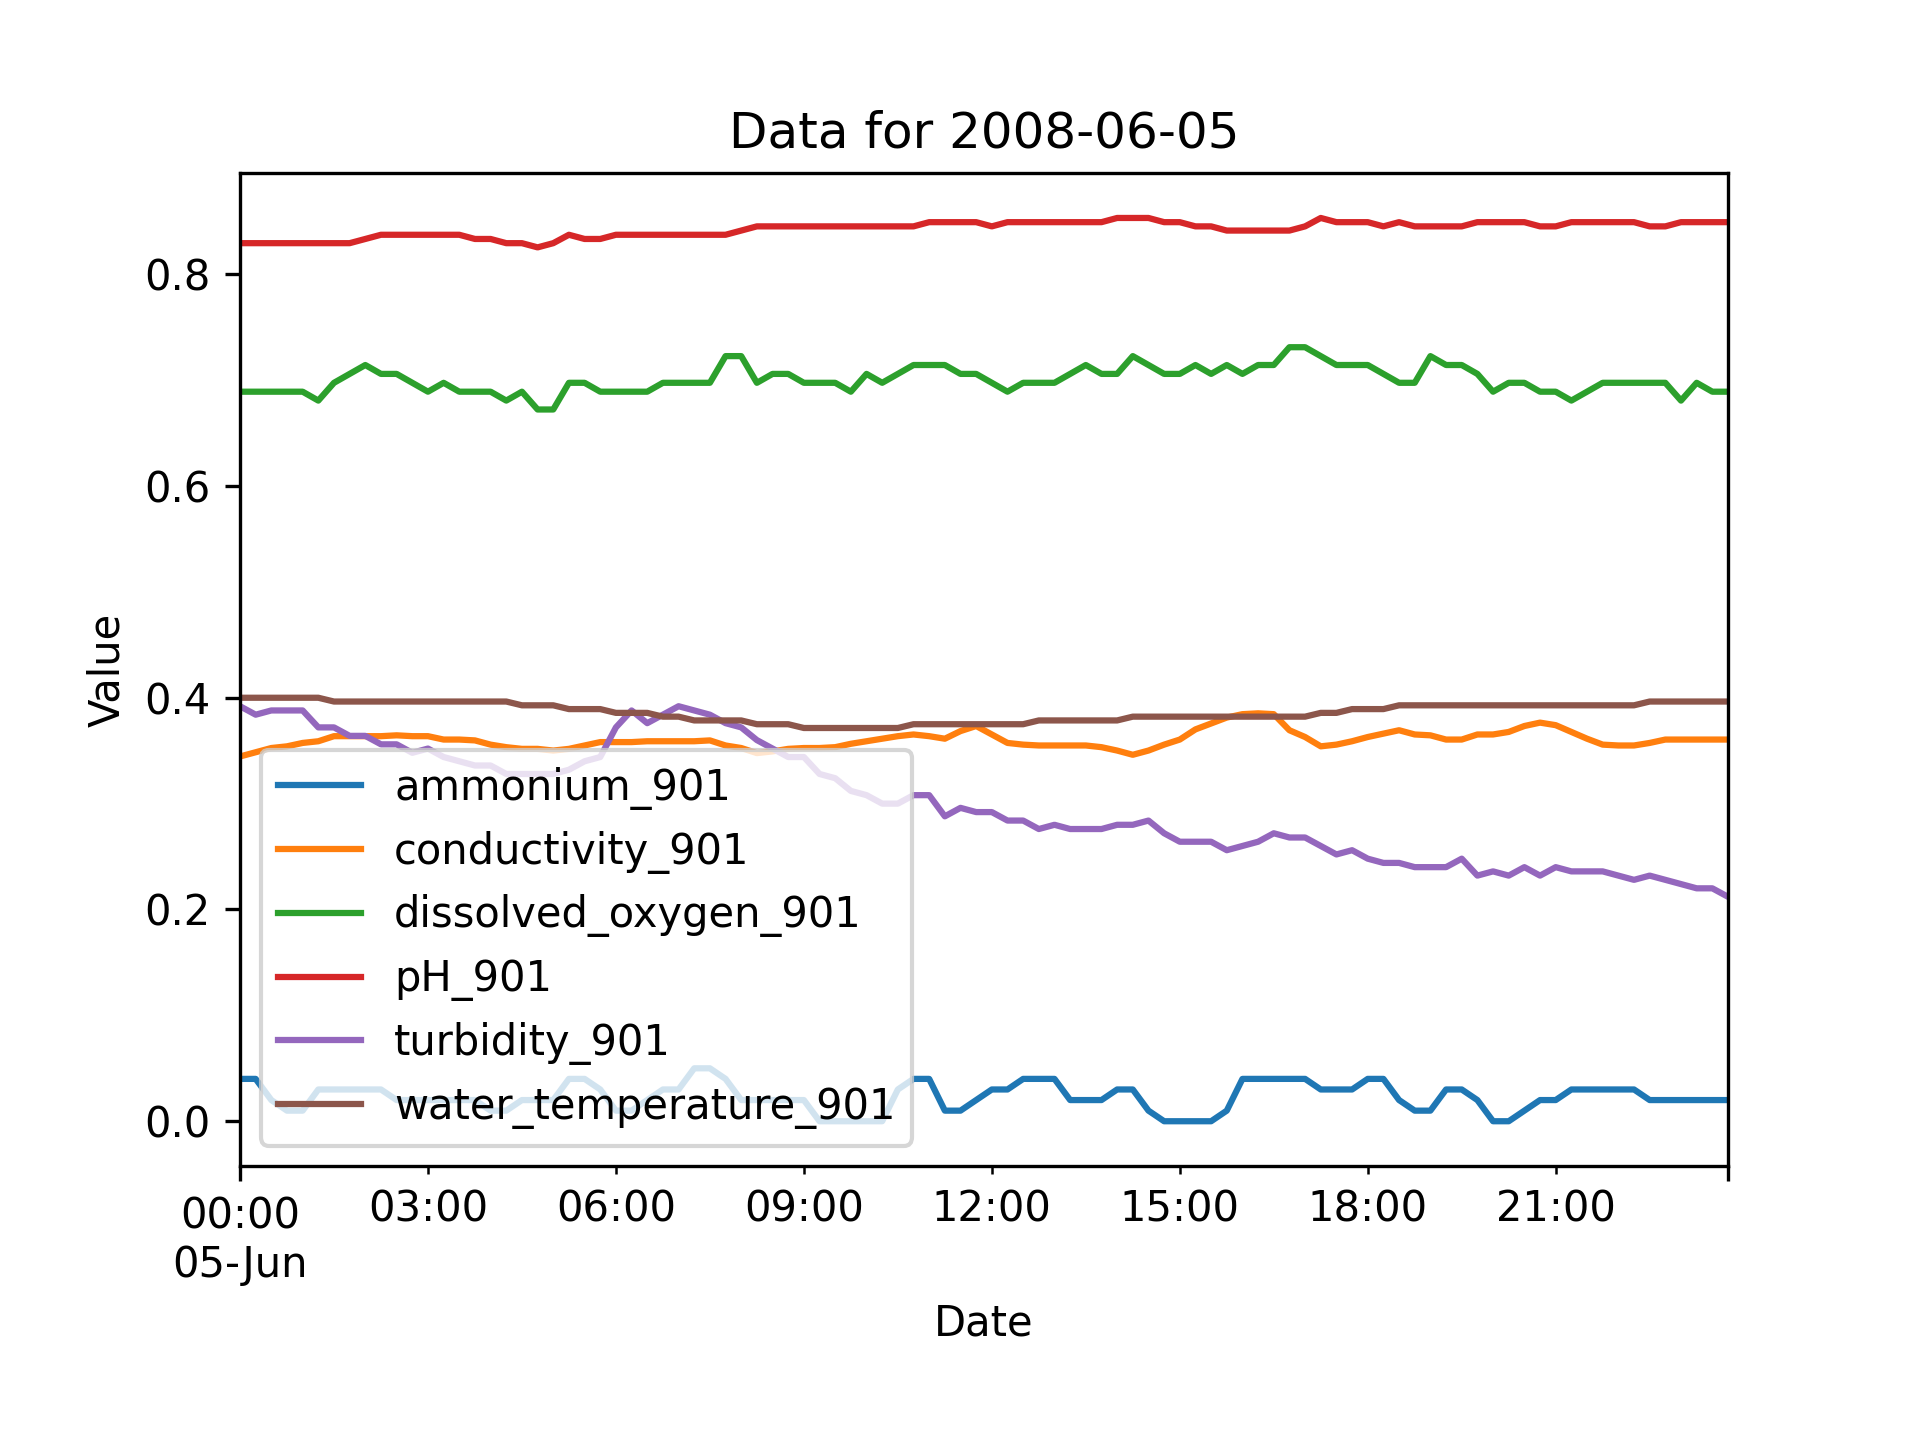 Data for 2008-06-05
Value
0.8
0.6
0.4
0.2
0.0
ammonium_901
conductivity_901
dissolved_oxygen_901
pH_901
turbidity_901
water_temperature_901
00:00 03:00 06:00 09:00 12:00 15:00 18:00 21:00
05-Jun
Date